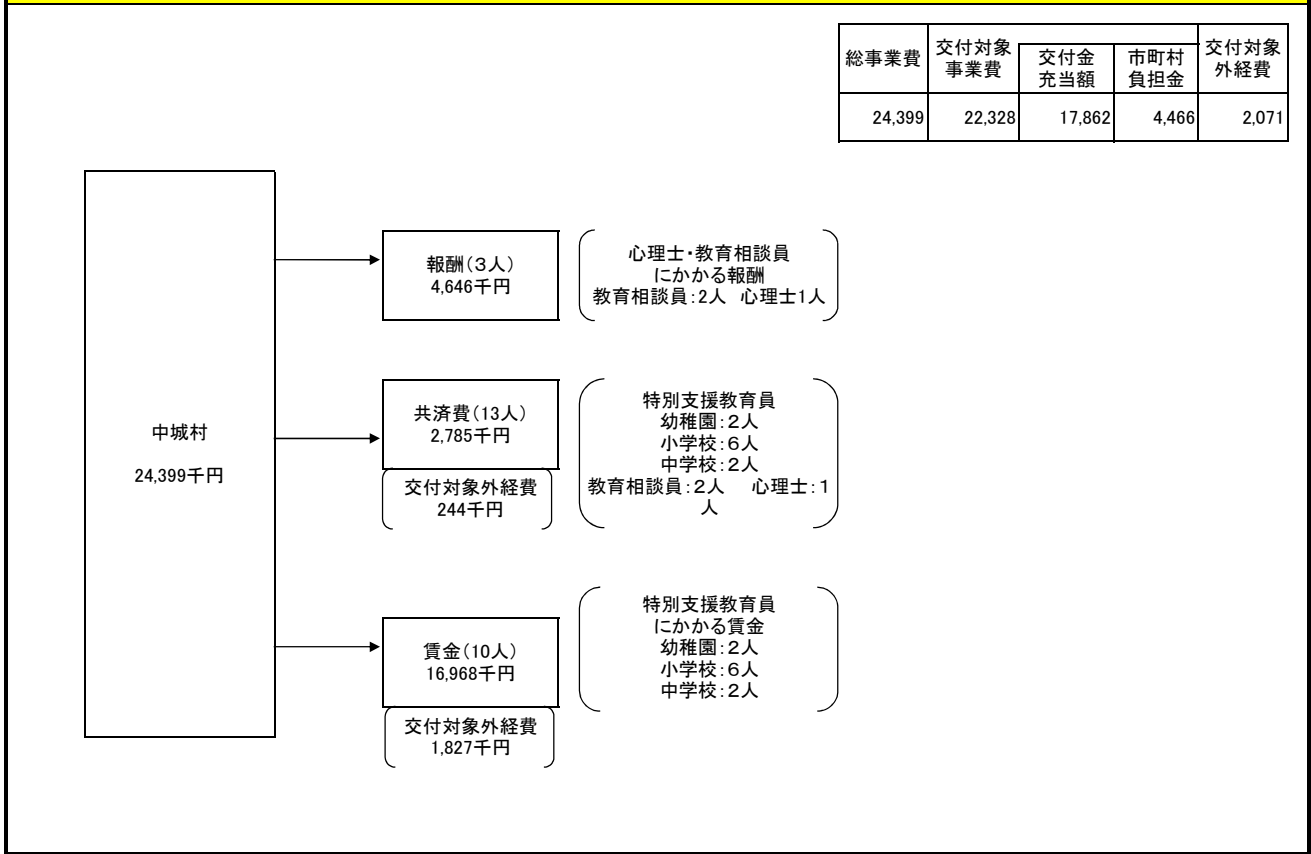 総事業費
交付対象
事業費
交付金
充当額
市町村
負担金
交付対象
外経費
24,399
22,328
17,862
4,466
2,071
中城村
24,399千円
報酬(3人)
4,646千円
心理士・教育相談員
にかかる報酬
教育相談員:2人 心理士1人
共済費(13人)
2,785千円
交付対象外経費
244千円
特別支援教育員
幼稚園:2人
小学校:6人
中学校:2人
教育相談員:2人 心理士:1
人
賃金(10人)
16,968千円
交付対象外経費
1,827千円
特別支援教育員
にかかる賃金
幼稚園:2人
小学校:6人
中学校:2人